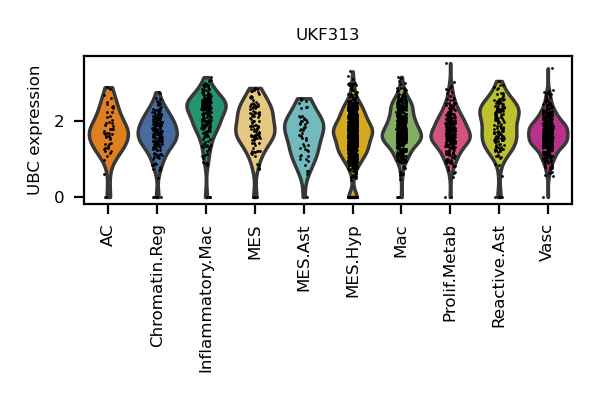 UKF313
UBC expression
2
0
AC
Chromatin.Reg
Inflammatory.Mac
MES
MES.Ast
MES.Hyp
Mac
Prolif.Metab
Reactive.Ast
Vasc